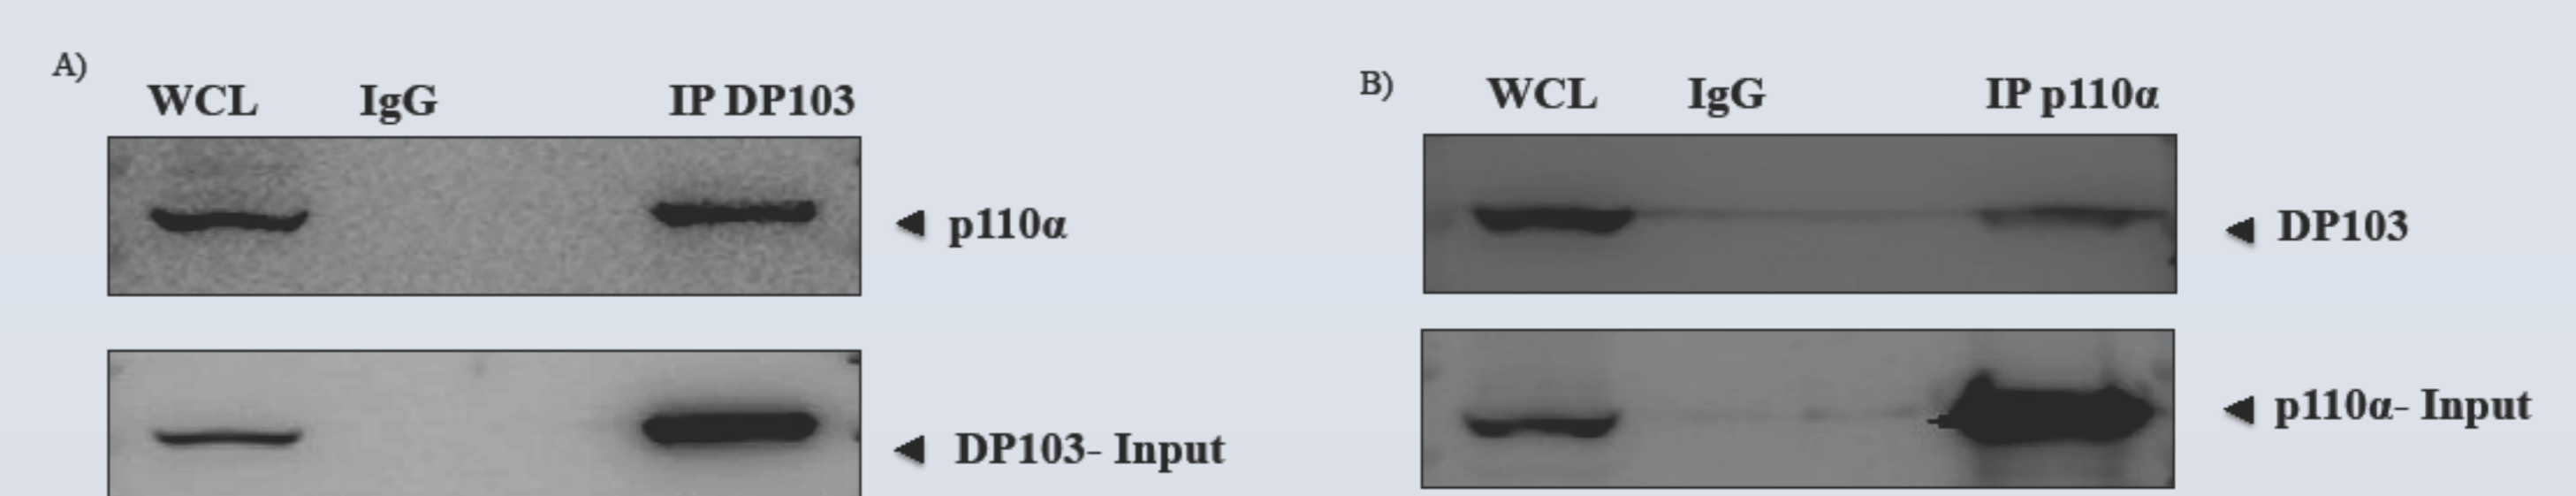 A)
WCL IgG IP DP103
p110α
DP103- Input
B)
WCL IgG IP p110α
DP103
p110α- Input